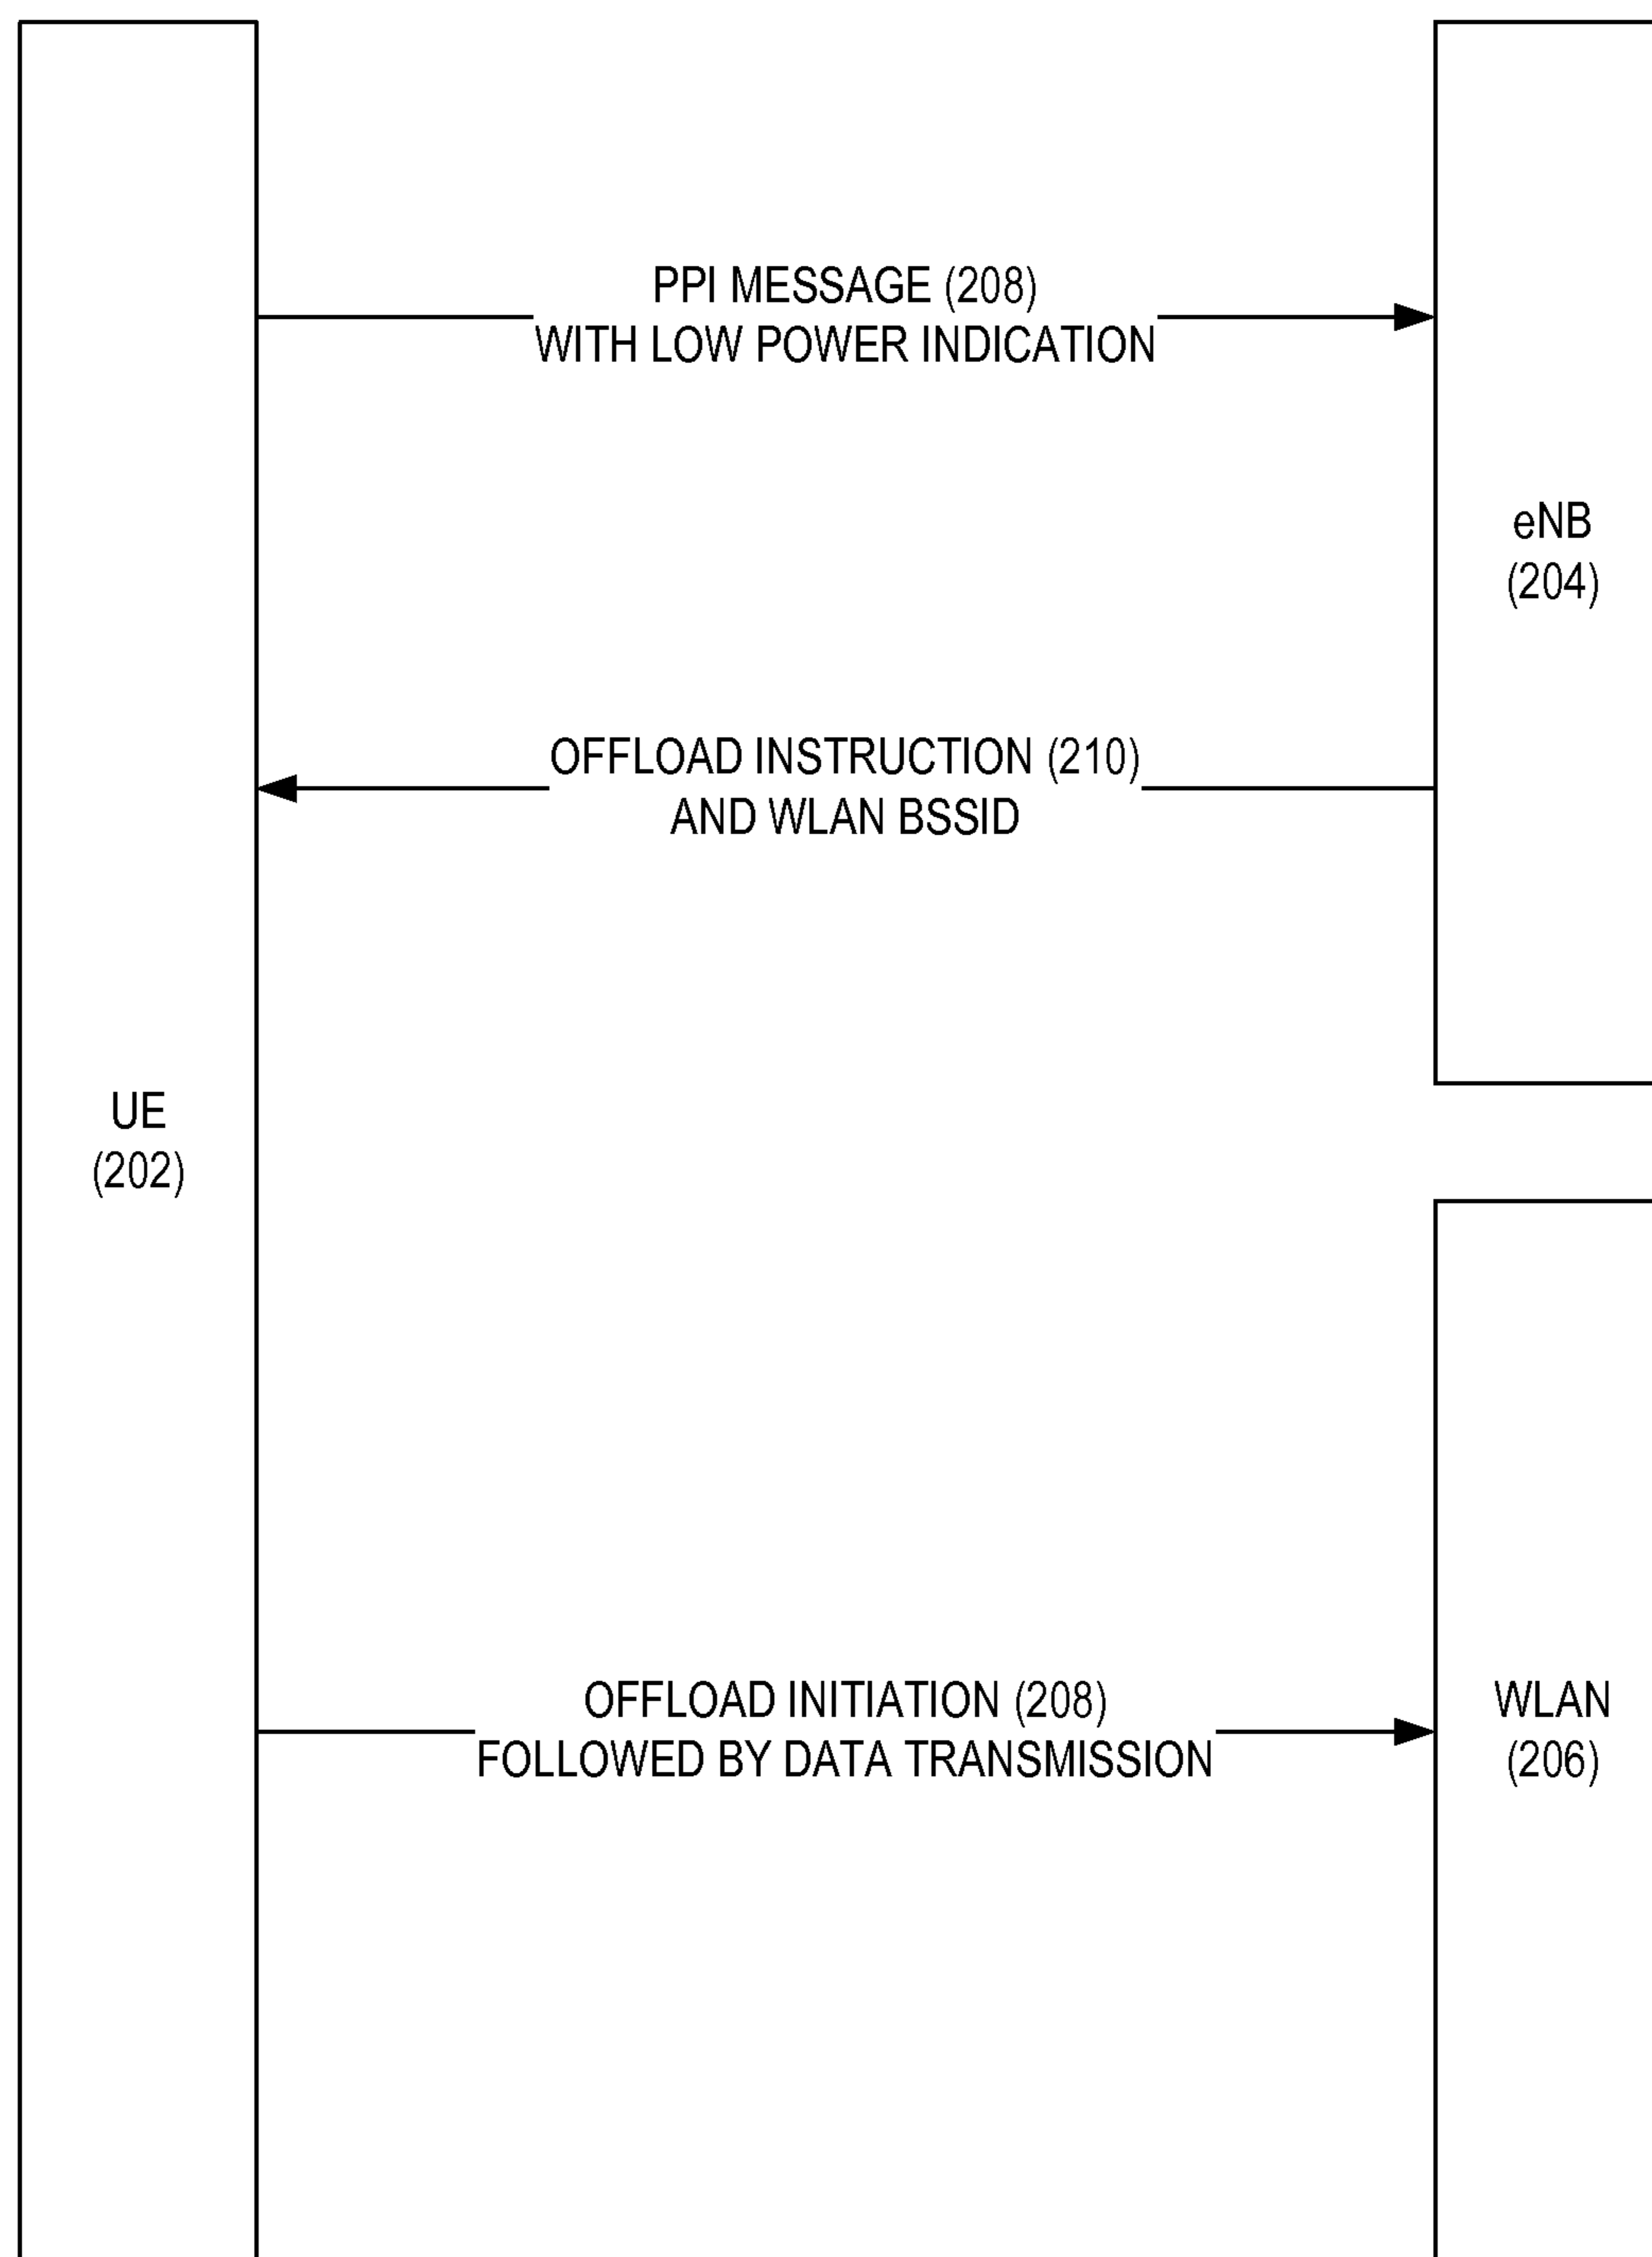 PPI MESSAGE (208)
WITH LOW POWER INDICATION
eNB
(204)
OFFLOAD INSTRUCTION (210)
AND WLAN BSSID
UE
(202)
OFFLOAD INITIATION (208)
FOLLOWED BY DATA TRANSMISSION
WLAN
(206)